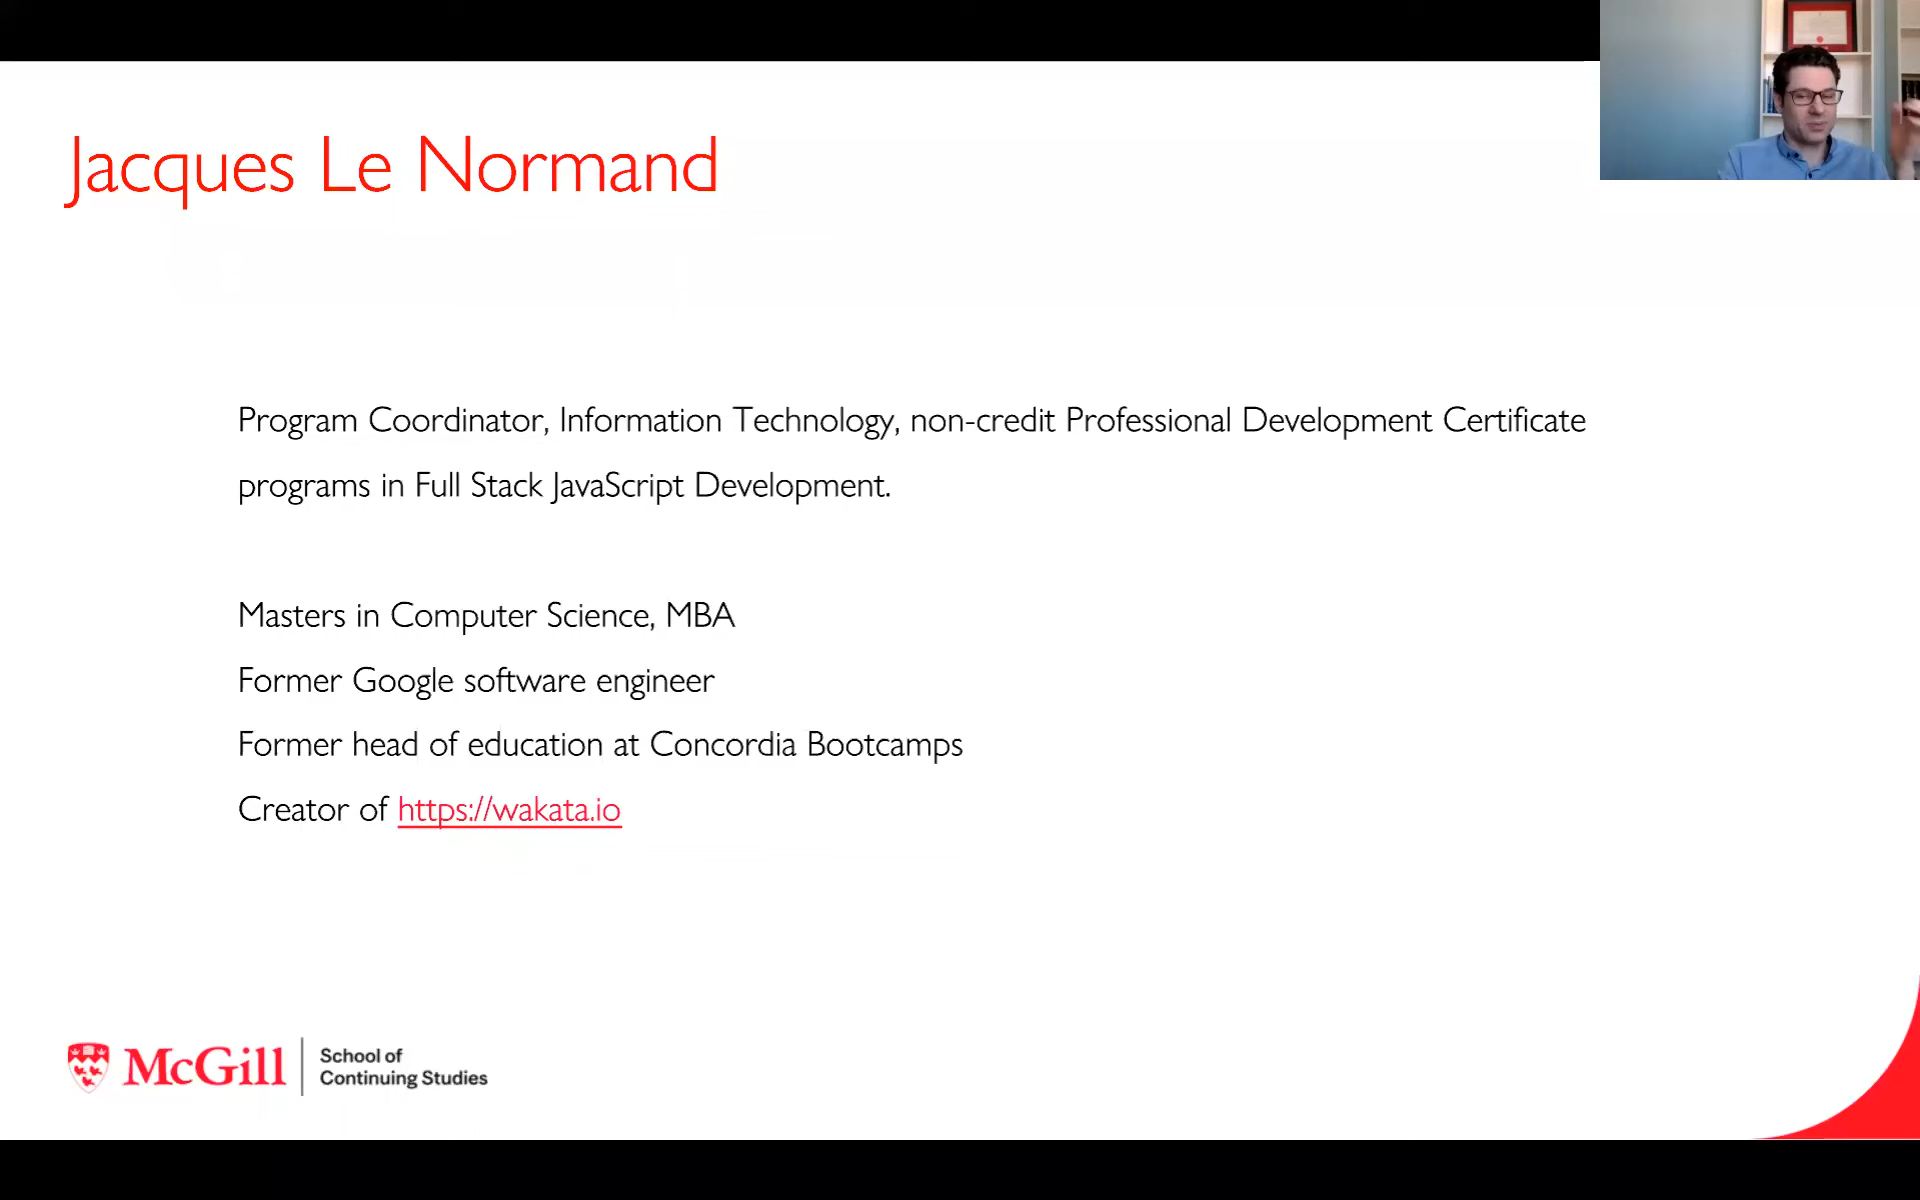 Jacques Le Normand
Program Coordinator, Information Technology, non-credit Professional Development Certificate
programs in Full Stack JavaScript Development.
Masters in Computer Science, MBA
Former Google software engineer
Former head of education at Concordia Bootcamps
Creator of https://wakata.io
McGill
School of
Continuing Studies